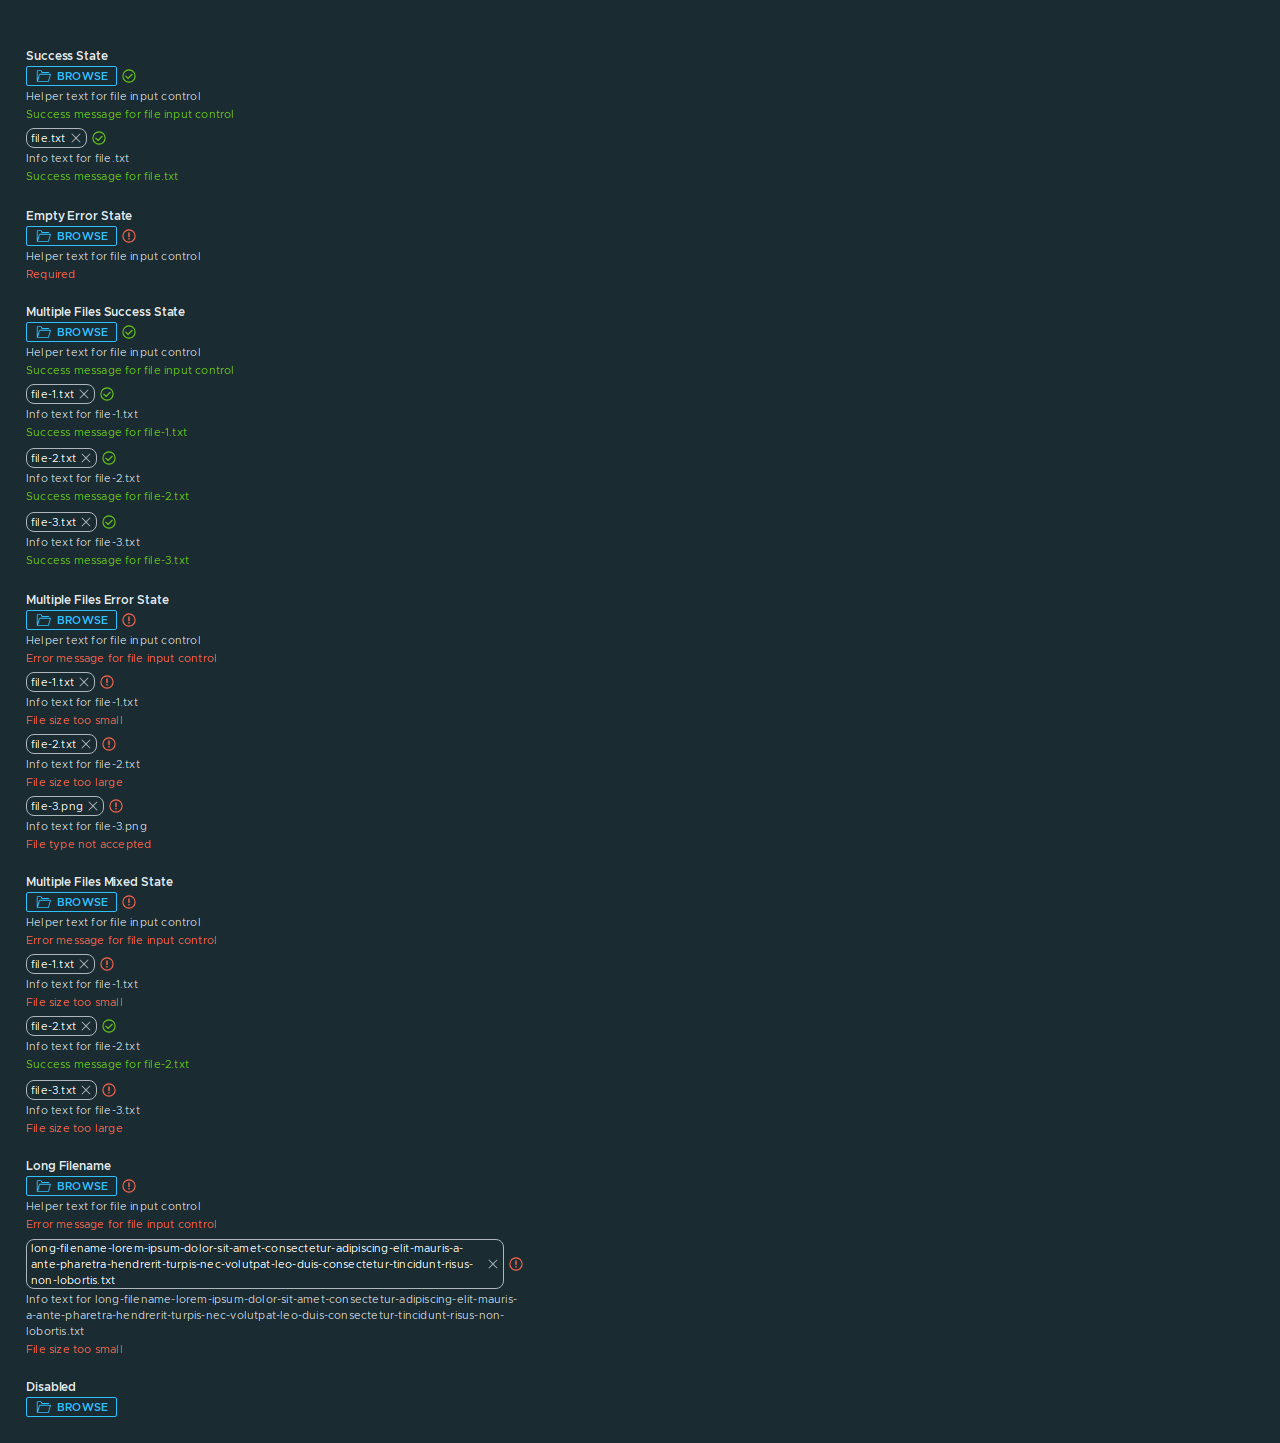 Success State
BROWSE
Helper text for file input control
Success message for file input control
file.txt
Info text for file.txt
Success message for file.txt
Empty Error State
BROWSE
Helper text for file input control
Required
Multiple Files Success State
BROWSE
Helper text for file input control
Success message for file input control
file-1.txt
Info text for file-1.txt
Success message for file-1.txt
file-2.txt
Info text for file-2.txt
Success message for file-2.txt
file-3.txt
Info text for file-3.txt
Success message for file-3.txt
Multiple Files Error State
BROWSE
Helper text for file input control
Error message for file input control
file-1.txt
Info text for file-1.txt
File size too small
file-2.txt
Info text for file-2.txt
File size too large
file-3.png
Info text for file-3.png
File type not accepted
Multiple Files Mixed State
BROWSE
Helper text for file input control
Error message for file input control
file-1.txt
Info text for file-1.txt
File size too small
file-2.txt
Info text for file-2.txt
Success message for file-2.txt
file-3.txt
Info text for file-3.txt
File size too large
Long Filename
BROWSE
Helper text for file input control
Error message for file input control
long-filename-lorem-ipsum-dolor-sit-amet-consectetur-adipiscing-elit-mauris-a-
ante-pharetra-hendrerit-turpis-nec-volutpat-leo-duis-consectetur-tincidunt-risus-
non-lobortis.txt
Info text for long-filename-lorem-ipsum-dolor-sit-amet-consectetur-adipiscing-elit-mauris-
a-ante-pharetra-hendrerit-turpis-nec-volutpat-leo-duis-consectetur-tincidunt-risus-non-
lobortis.txt
File size too small
Disabled
BROWSE